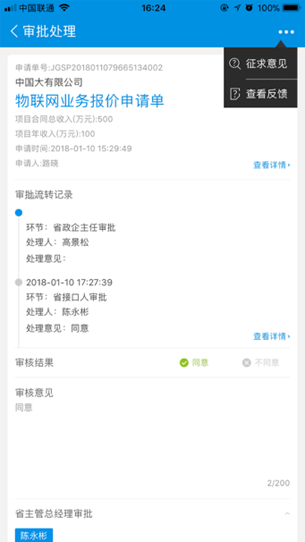 中国联通
16:24
100%
审批处理
征求意见
查看反馈
申请单号:JGSP2018011079665134002
中国大有限公司
物联网业务报价申请单
项目合同总收入(万元):500
项目年收入(万元):100
申请时间:2018-01-10 15:29:49
申请人:路晓
查看详情
审批流转记录
环节：省政企主任审批
处理人：高景松
处理意见：
2018-01-10 17:27:39
环节：省接口人审批
处理人：陈永彬
处理意见：同意
查看详情
审核结果
同意
不同意
审核意见
同意
2/200
省主管总经理审批
陈永彬